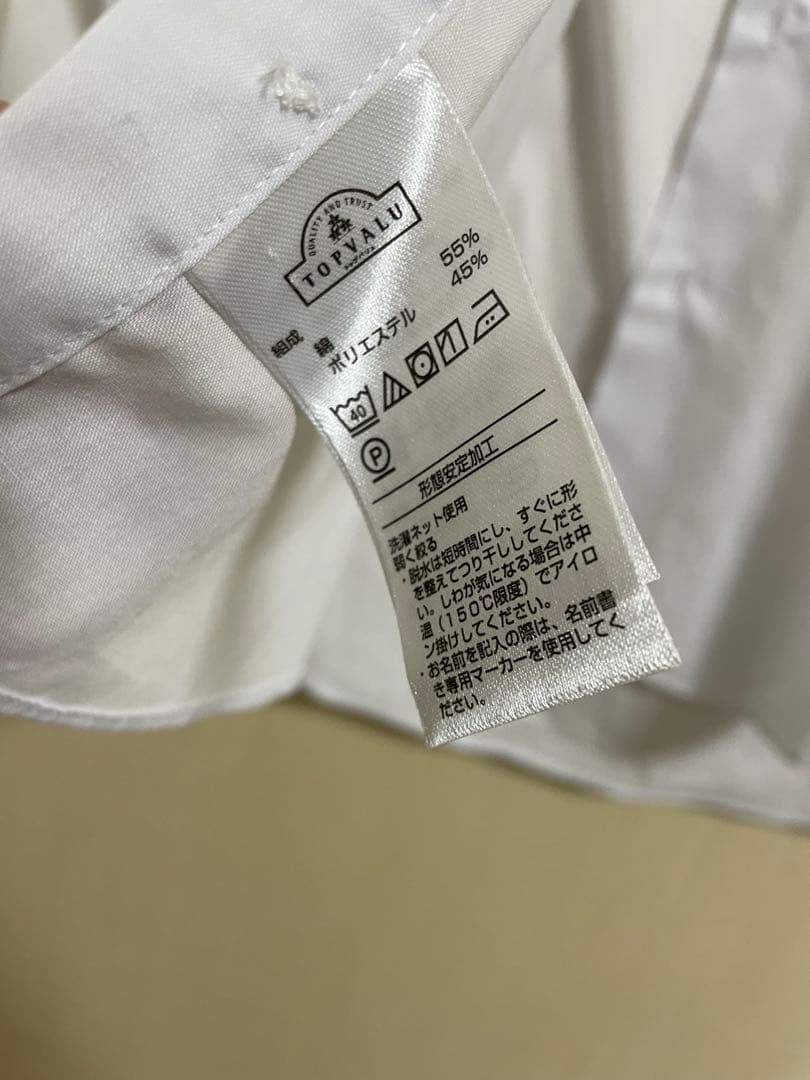 QUALITY AND TRUST
TOPVALU
トップバリュ
組成 綿 55%
ポリエステル 45%
40
P
形態安定加工
洗濯ネット使用
弱く絞る
・脱水は短時間にし、すぐに形
を整えてつり干ししてくださ
い。しわが気になる場合は中
温(150℃限度)でアイロ
ン掛けしてください。
・お名前を記入の際は、名前書
き専用マーカーを使用してく
ださい。